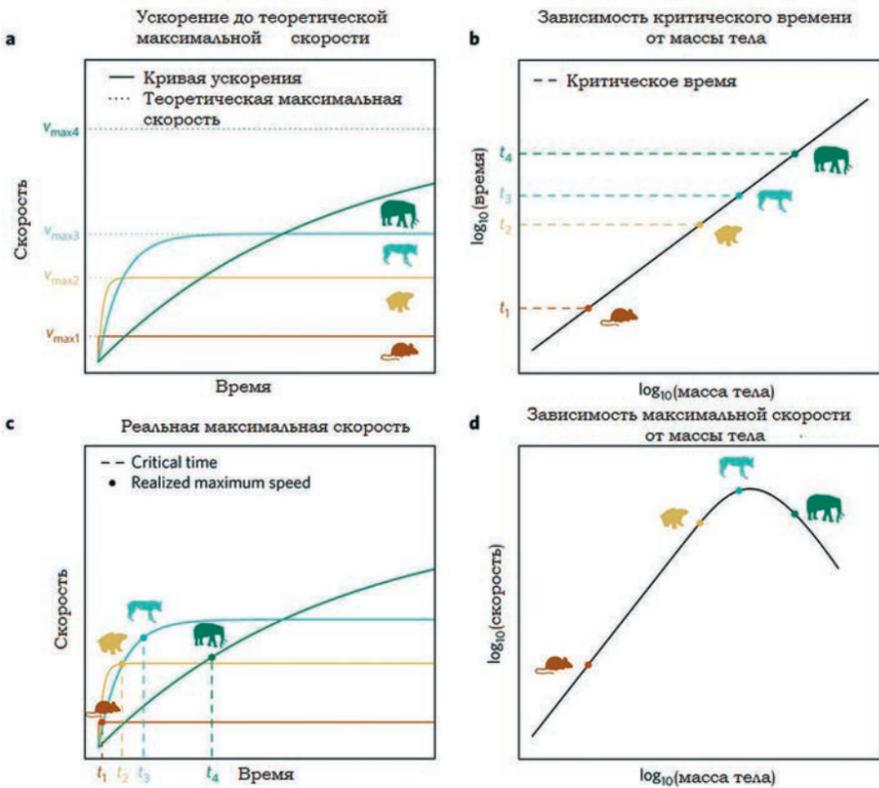 a
Ускорение до теоретической
максимальной скорости
Кривая ускорения
Теоретическая максимальная
скорость
vmax4
vmax3
vmax2
vmax1
Скорость
Время
b
Зависимость критического времени
от массы тела
Критическое время
t4
t3
t2
t1
log10(время)
log10(масса тела)
c
Реальная максимальная скорость
Critical time
Realized maximum speed
Скорость
t1 t2 t3 t4 Время
d
Зависимость максимальной скорости
от массы тела
log10(скорость)
log10(масса тела)